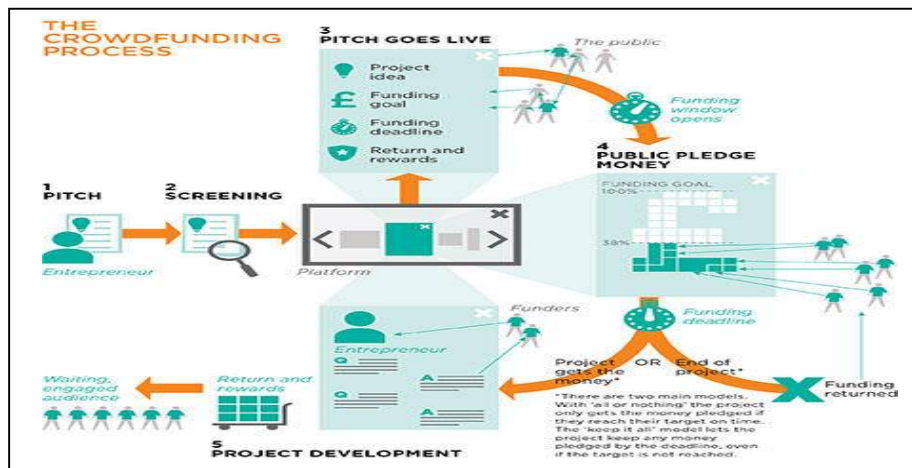 THE
CROWDFUNDING
PROCESS
3
PITCH GOES LIVE
Project
idea
£
Funding
goal
Funding
deadline
Return and
rewards
The public
Funding
window
opens
4
PUBLIC PLEDGE
MONEY
FUNDING GOAL
100%
38%
1
PITCH
2
SCREENING
Entrepreneur
Platform
Funders
Entrepreneur
Q
A
Q
A
Funding
deadline
Project OR End of
gets the project*
money*
*There are two main models.
With 'all or nothing' the project
only gets the money pledged if
they reach their target on time.
The 'keep it all' model lets the
project keep any money
pledged by the deadline, even
if the target is not reached.
Funding
returned
Waiting,
engaged
audience
Return and
rewards
5
PROJECT DEVELOPMENT